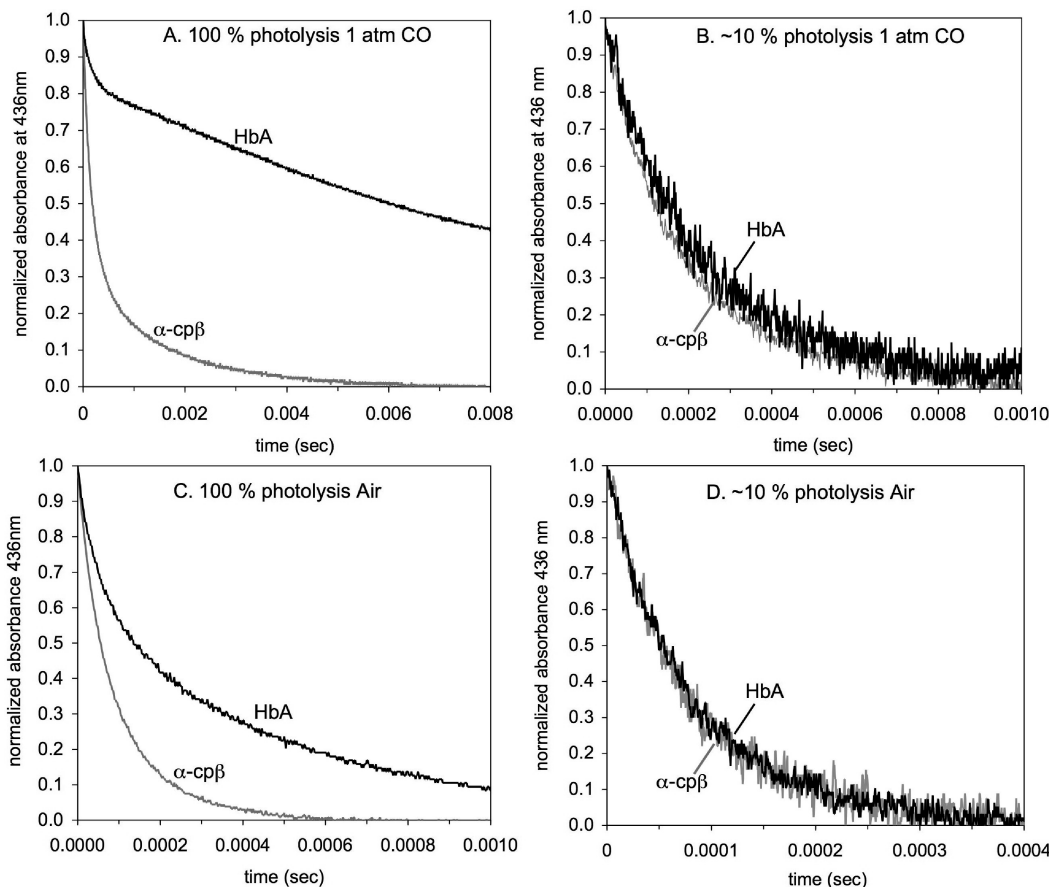 A. 100 % photolysis 1 atm CO
normalized absorbance at 436nm
1.0
0.9
0.8
0.7
0.6
0.5
0.4
0.3
0.2
0.1
0.0
HbA
α-cpβ
0 0.002 0.004 0.006 0.008
time (sec)
B. ~10 % photolysis 1 atm CO
normalized absorbance at 436 nm
1.0
0.9
0.8
0.7
0.6
0.5
0.4
0.3
0.2
0.1
0.0
HbA
α-cpβ
0.0000 0.0002 0.0004 0.0006 0.0008 0.0010
time (sec)
C. 100 % photolysis Air
normalized absorbance 436nm
1.0
0.9
0.8
0.7
0.6
0.5
0.4
0.3
0.2
0.1
0.0
HbA
α-cpβ
0.0000 0.0002 0.0004 0.0006 0.0008 0.0010
time (sec)
D. ~10 % photolysis Air
normalized absorbance 436 nm
1.0
0.9
0.8
0.7
0.6
0.5
0.4
0.3
0.2
0.1
0.0
HbA
α-cpβ
0 0.0001 0.0002 0.0003 0.0004
time (sec)